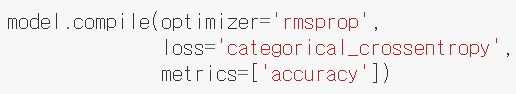 model.compile(optimizer='rmsprop',
              loss='categorical_crossentropy',
              metrics=['accuracy'])